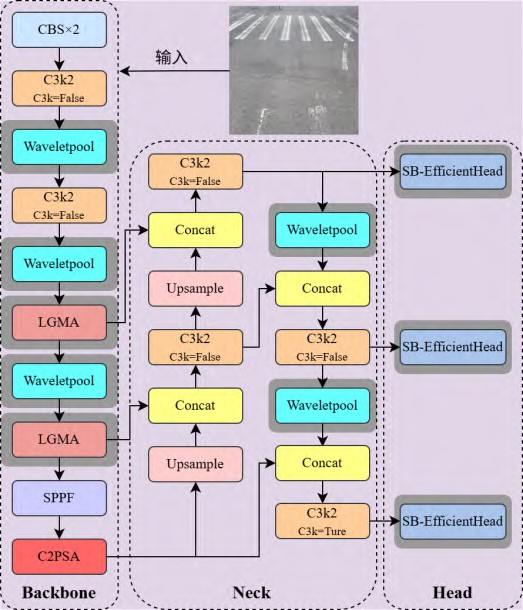 CBS×2
输入
C3k2
C3k=False
Waveletpool
C3k2
C3k=False
Waveletpool
LGMA
Waveletpool
LGMA
SPPF
C2PSA
Backbone
C3k2
C3k=False
Concat
Upsample
C3k2
C3k=False
Concat
Upsample
Waveletpool
Concat
C3k2
C3k=False
Waveletpool
Concat
C3k2
C3k=Ture
Neck
SB-EfficientHead
SB-EfficientHead
SB-EfficientHead
Head